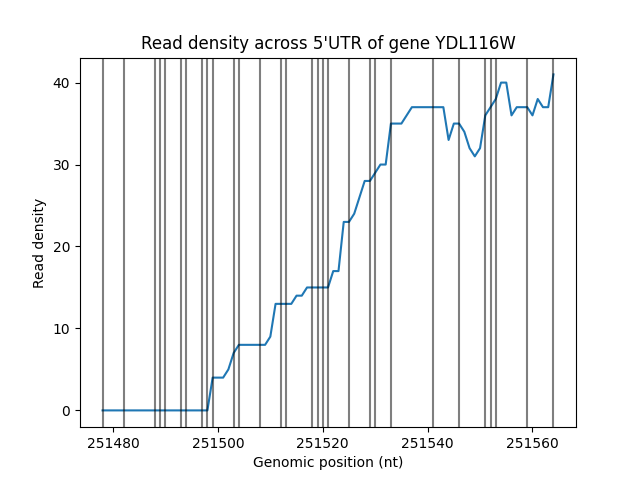 Read density across 5'UTR of gene YDL116W
40
30
20
10
0
Read density
251480 251500 251520 251540 251560
Genomic position (nt)